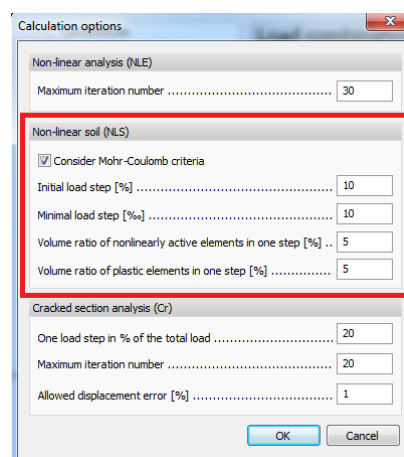 Calculation options
Non-linear analysis (NLE)
Maximum iteration number ................................................ 30
Non-linear soil (NLS)
Consider Mohr-Coulomb criteria
Initial load step [%] ......................................................... 10
Minimal load step [‰] ..................................................... 10
Volume ratio of nonlinearly active elements in one step [%] .. 5
Volume ratio of plastic elements in one step [%] ............... 5
Cracked section analysis (Cr)
One load step in % of the total load ................................... 20
Maximum iteration number ................................................ 20
Allowed displacement error [%] ......................................... 1
OK Cancel